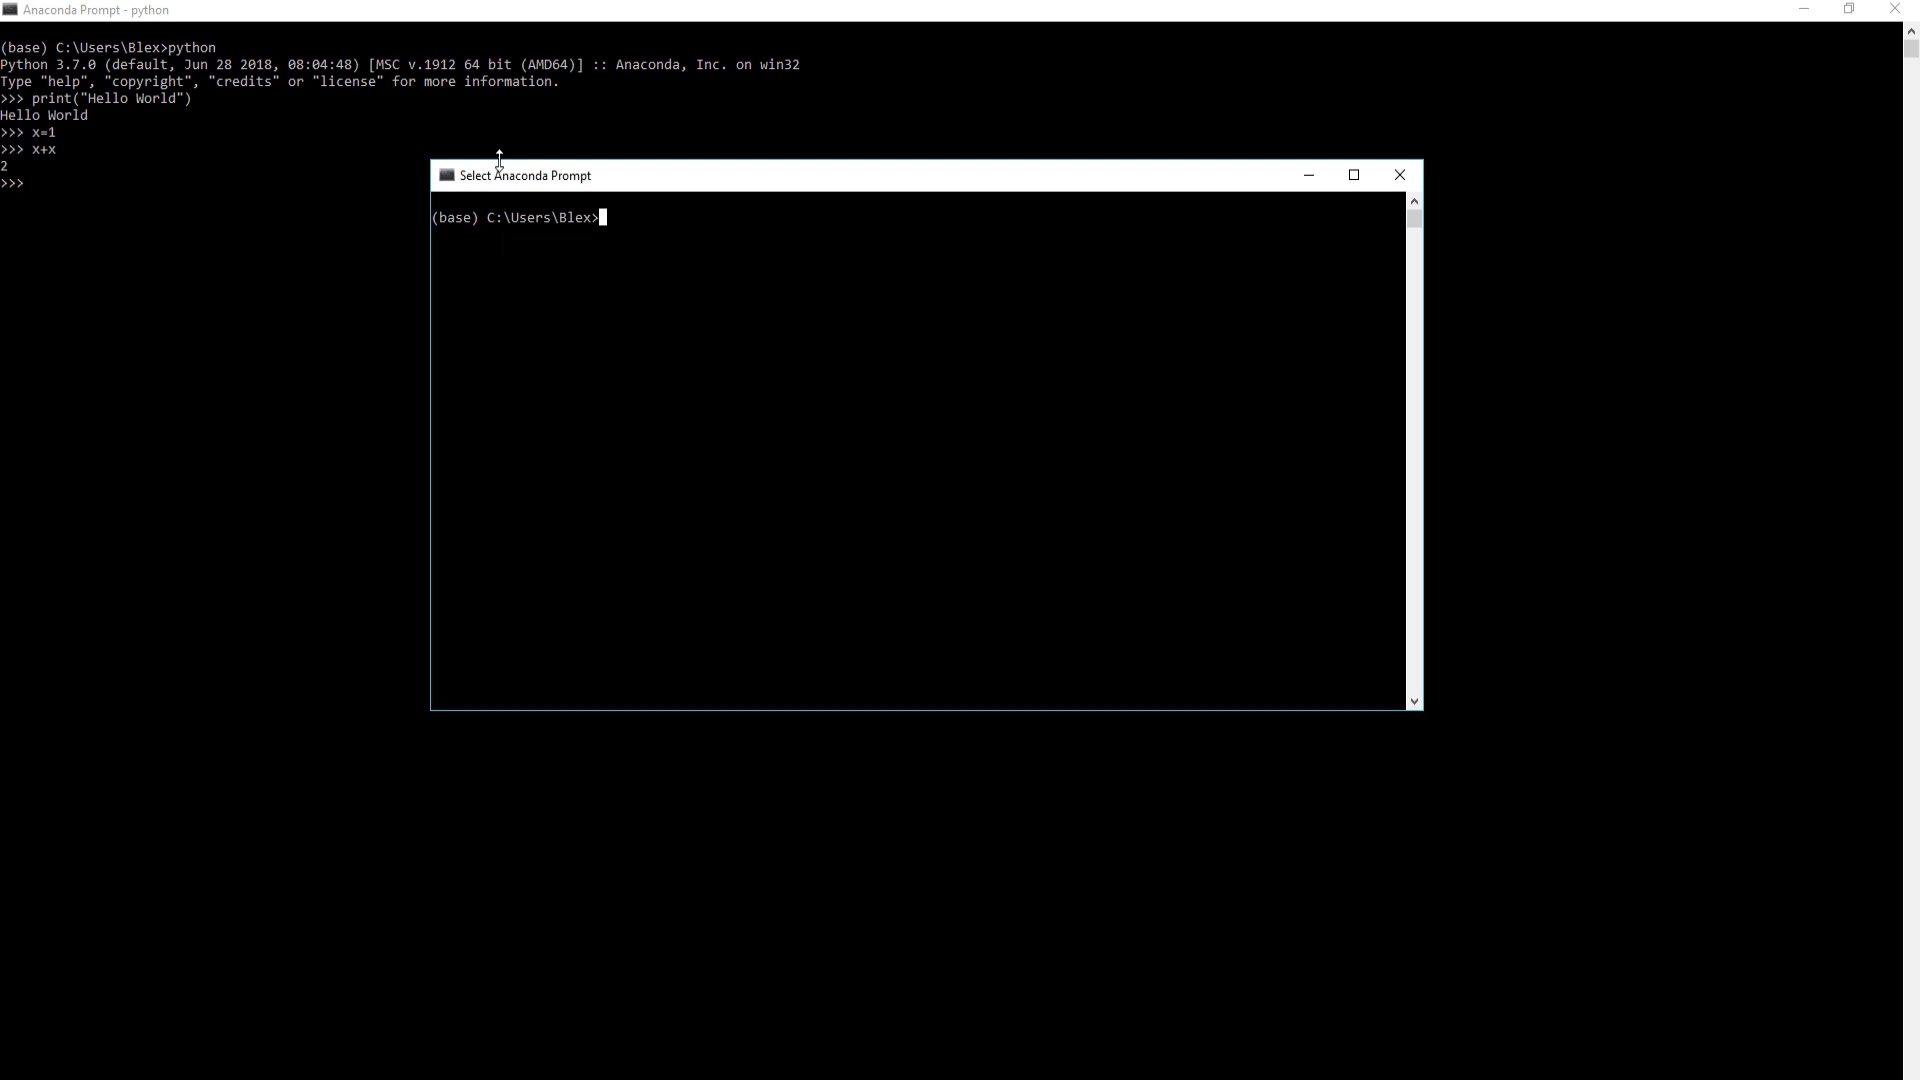 Anaconda Prompt - python
(base) C:\Users\Blex>python
Python 3.7.0 (default, Jun 28 2018, 08:04:48) [MSC v.1912 64 bit (AMD64)] :: Anaconda, Inc. on win32
Type "help", "copyright", "credits" or "license" for more information.
>>> print("Hello World")
Hello World
>>> x=1
>>> x+x
2
>>>
Select Anaconda Prompt
(base) C:\Users\Blex>